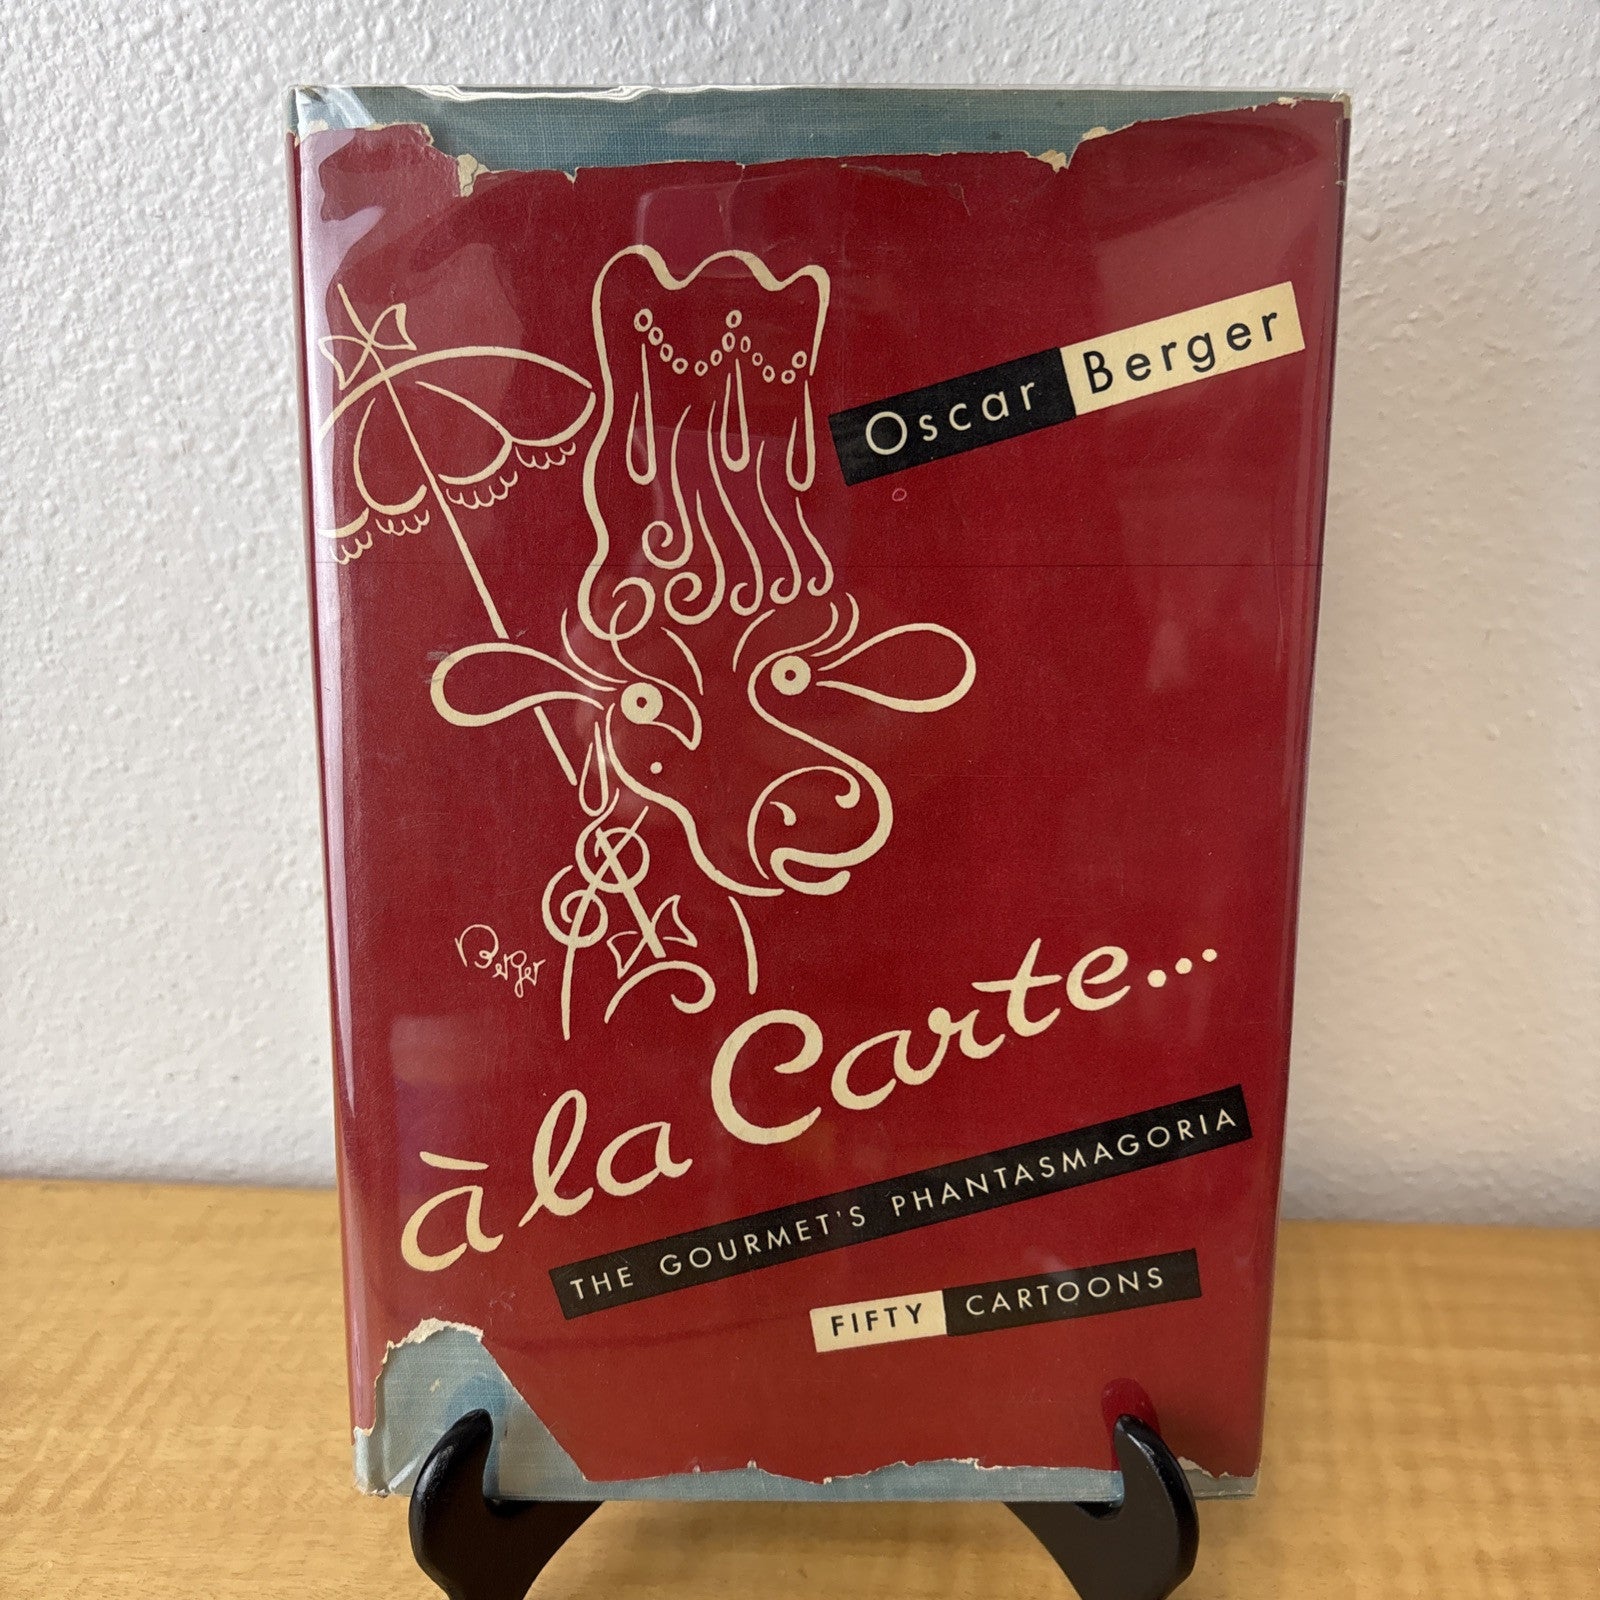 Oscar Berger
Berger
à la Carte...
THE GOURMET'S PHANTASMAGORIA
FIFTY CARTOONS